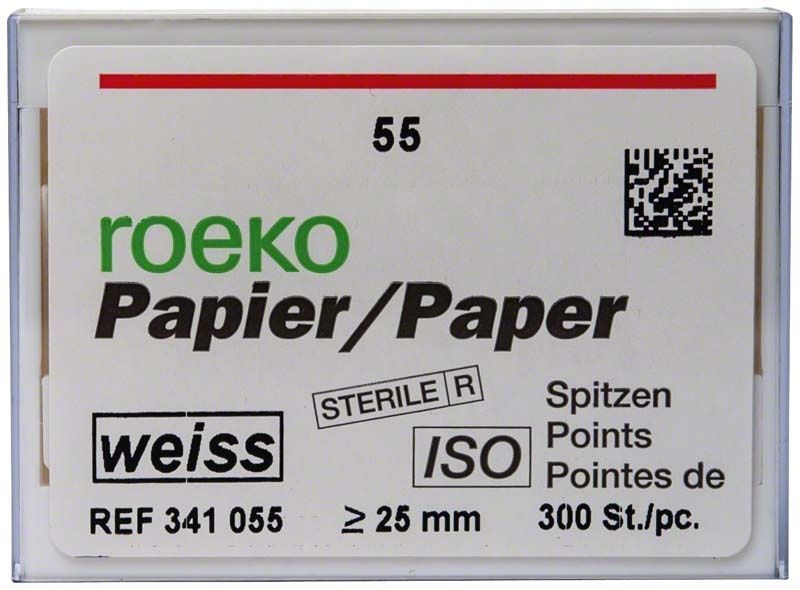 55
roeko
Papier/Paper
STERILE R
weiss
ISO
Spitzen
Points
Pointes de
REF 341 055 ≥ 25 mm 300 St./pc.